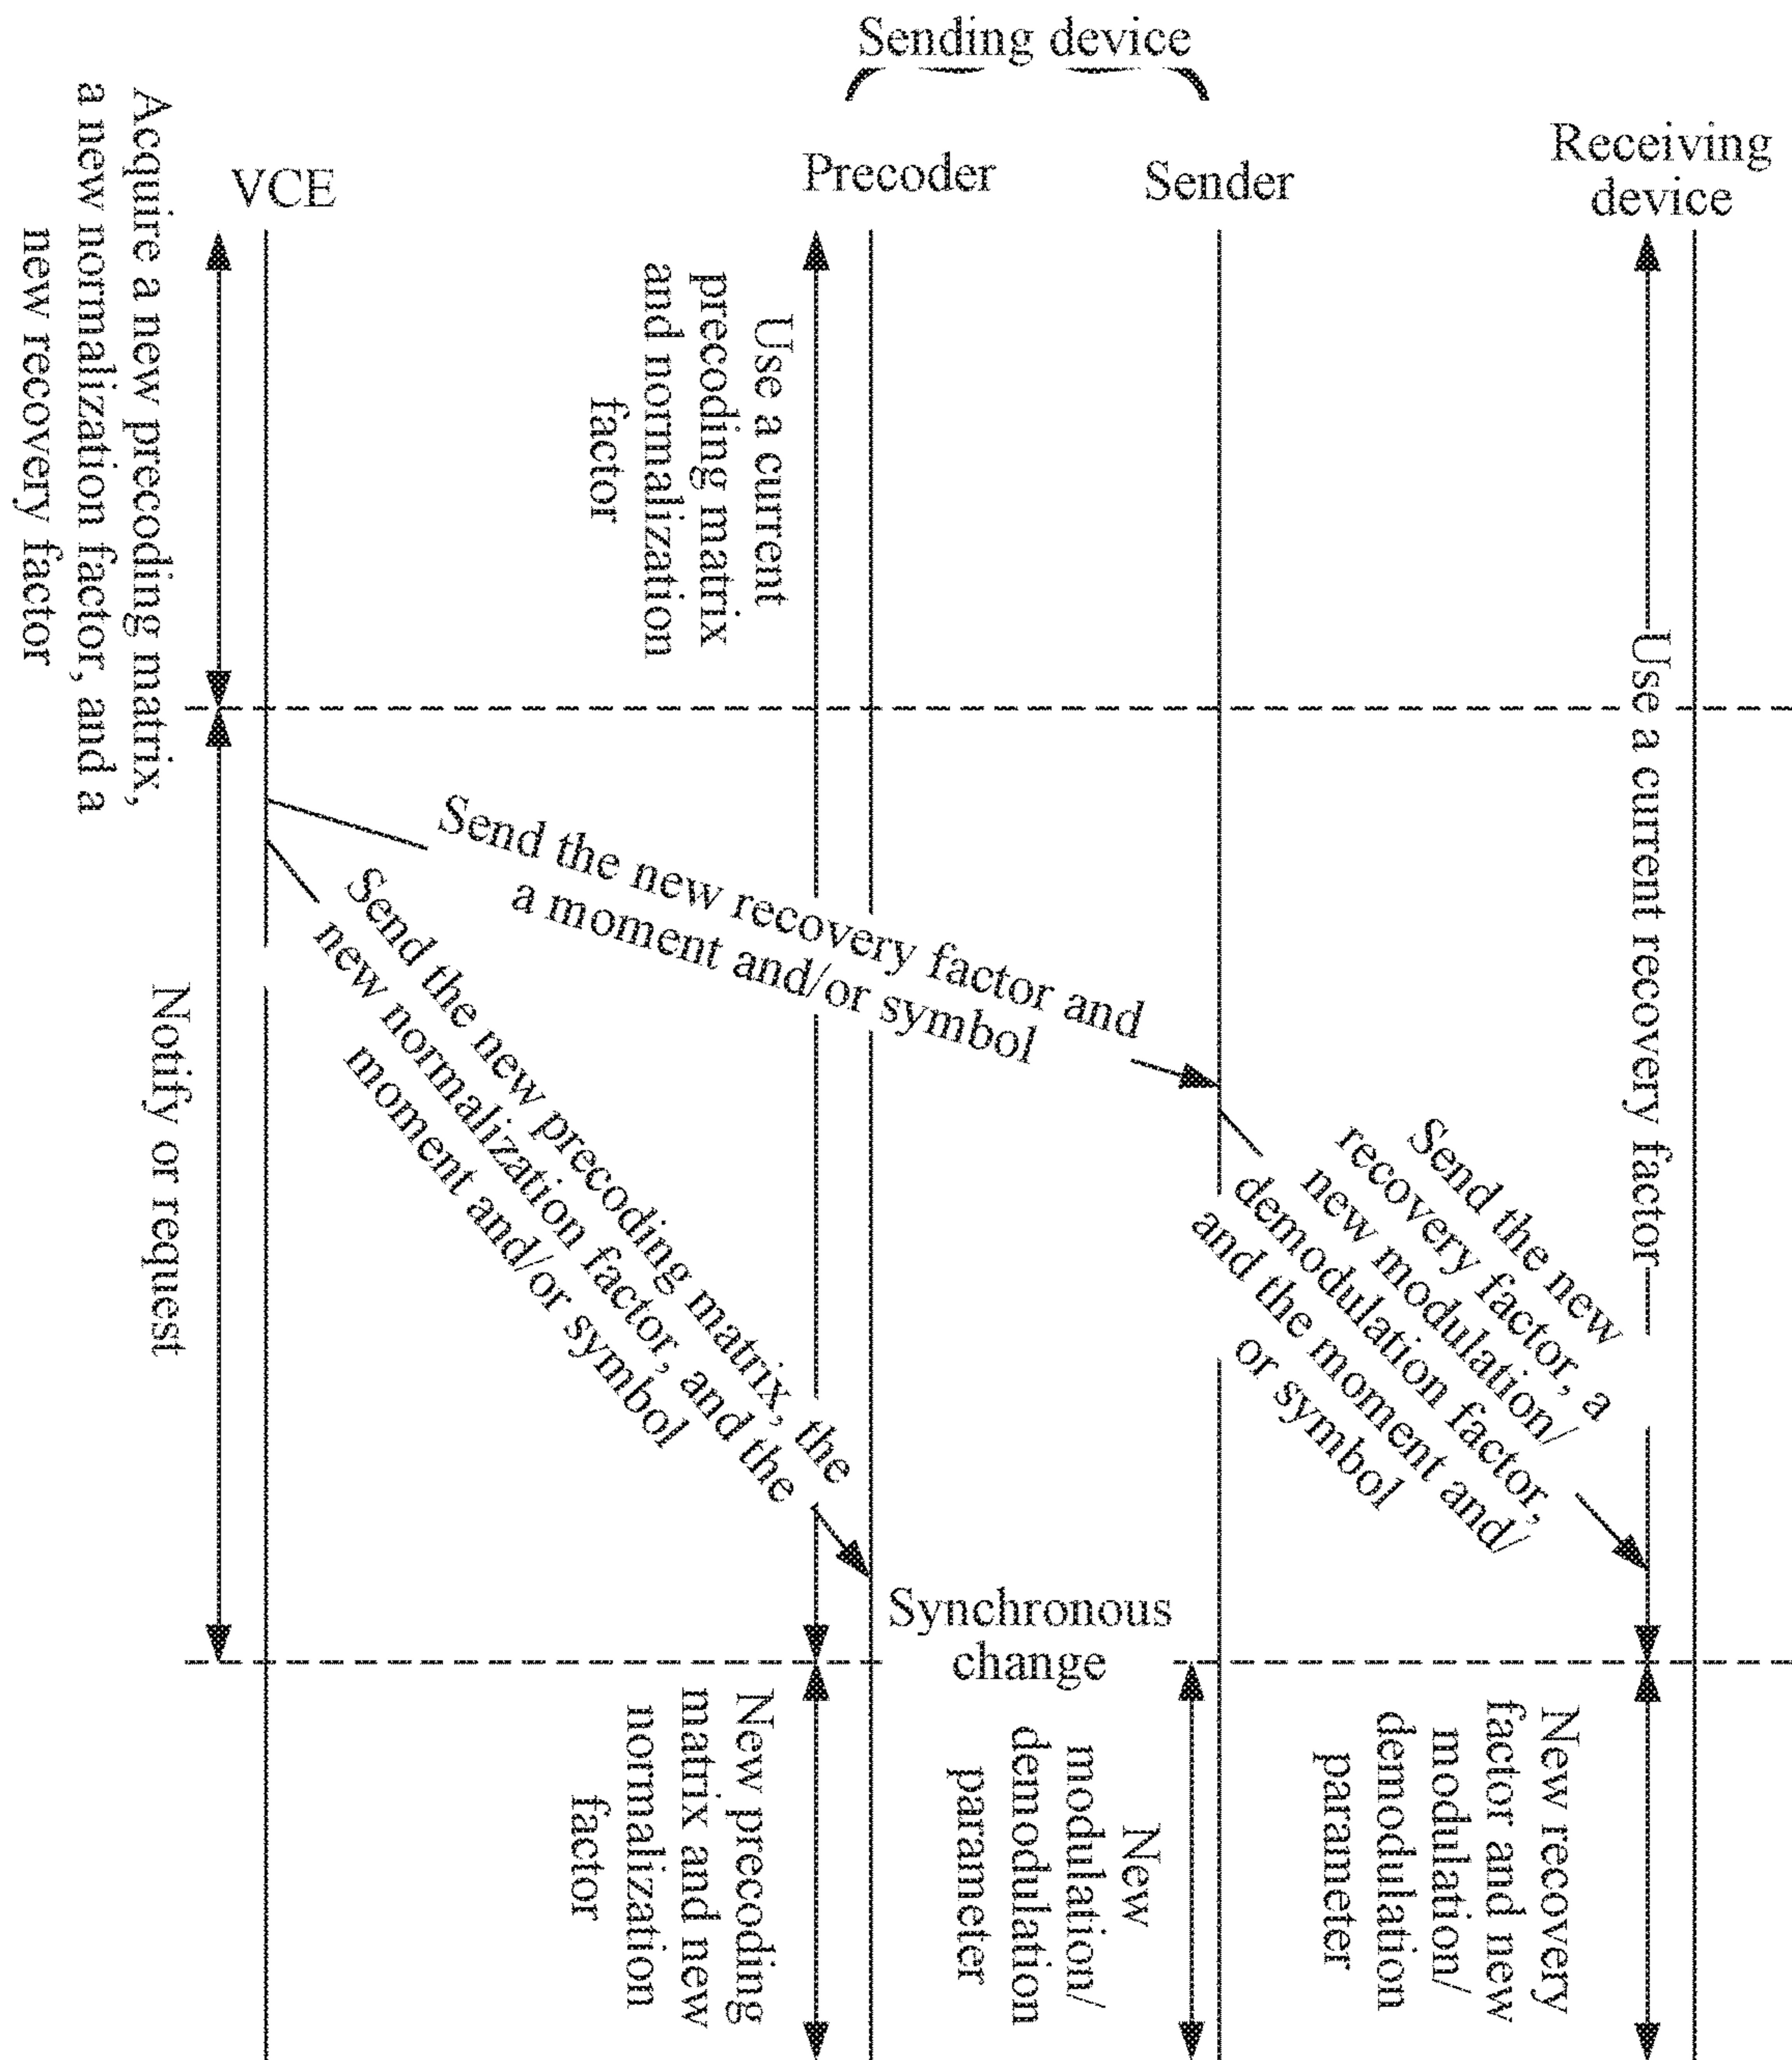 Sending device
VCE
Precoder
Sender
Receiving
device
Acquire a new precoding matrix,
a new normalization factor, and a
new recovery factor
Use a current
precoding matrix
and normalization
factor
Use a current recovery factor
Notify or request
Send the new recovery factor and
a moment and/or symbol
Send the new precoding matrix, the
new normalization factor, and the
moment and/or symbol
Send the new
recovery factor, a
new modulation/
demodulation factor,
and the moment and/
or symbol
Synchronous
change
New precoding
matrix and new
normalization
factor
New
modulation/
demodulation
parameter
New recovery
factor and new
modulation/
demodulation
parameter